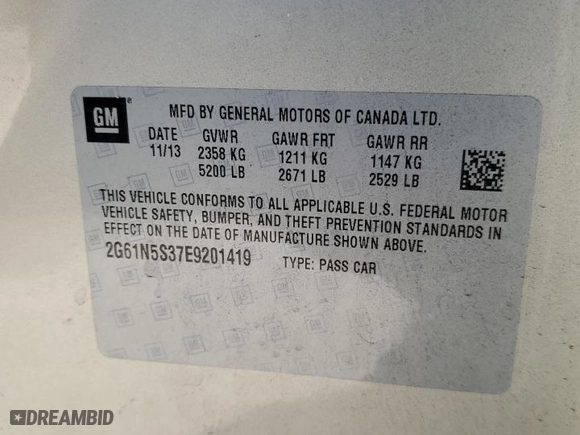 GM
MFD BY GENERAL MOTORS OF CANADA LTD.
DATE GVWR GAWR FRT GAWR RR
11/13 2358 KG 1211 KG 1147 KG
5200 LB 2671 LB 2529 LB
THIS VEHICLE CONFORMS TO ALL APPLICABLE U.S. FEDERAL MOTOR
VEHICLE SAFETY, BUMPER, AND THEFT PREVENTION STANDARDS IN
EFFECT ON THE DATE OF MANUFACTURE SHOWN ABOVE.
2G61N5S37E9201419 TYPE: PASS CAR
DREAMBID